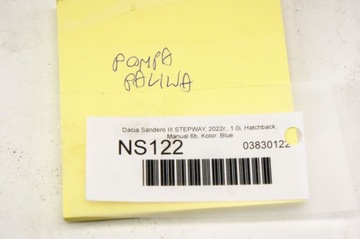 POMPA
PALIWA
Dacia Sandero III STEPWAY, 2022r., 1.0i, Hatchback,
Manual 6b, Kolor: Blue
NS122 03830122